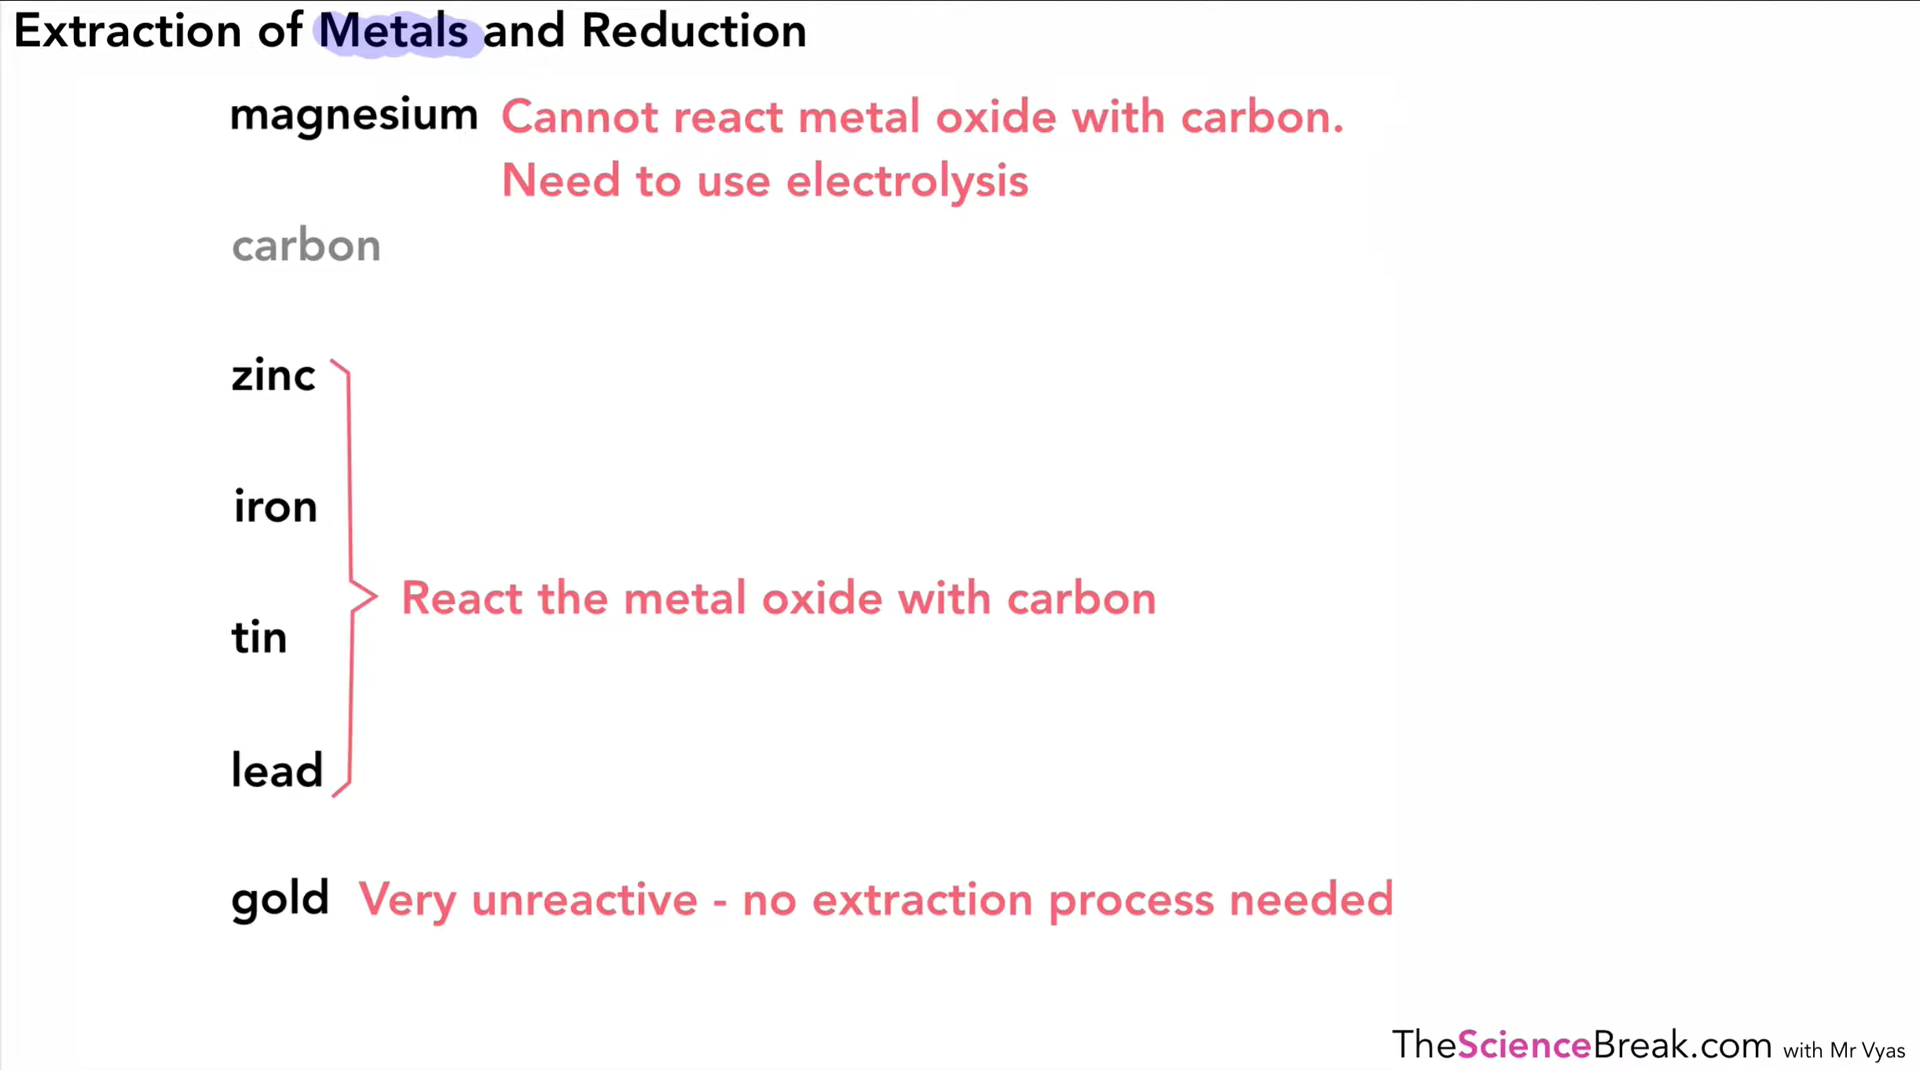 Extraction of Metals and Reduction
magnesium Cannot react metal oxide with carbon.
Need to use electrolysis
carbon
zinc
iron
React the metal oxide with carbon
tin
lead
gold Very unreactive - no extraction process needed
TheScienceBreak.com with Mr Vyas